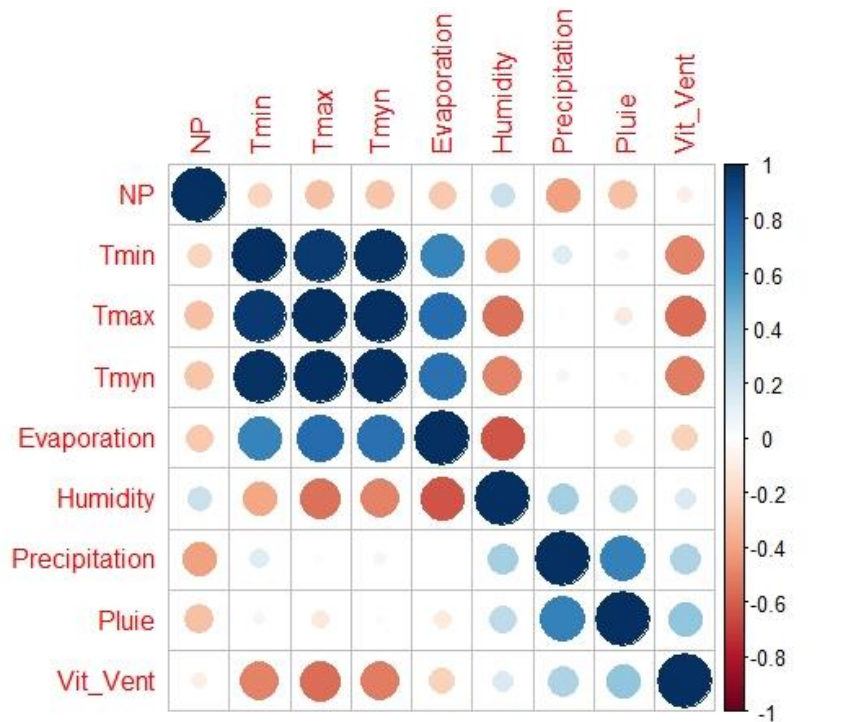 NP
Tmin
Tmax
Tmyn
Evaporation
Humidity
Precipitation
Pluie
Vit_Vent
NP
Tmin
Tmax
Tmyn
Evaporation
Humidity
Precipitation
Pluie
Vit_Vent
1
0.8
0.6
0.4
0.2
0
-0.2
-0.4
-0.6
-0.8
-1